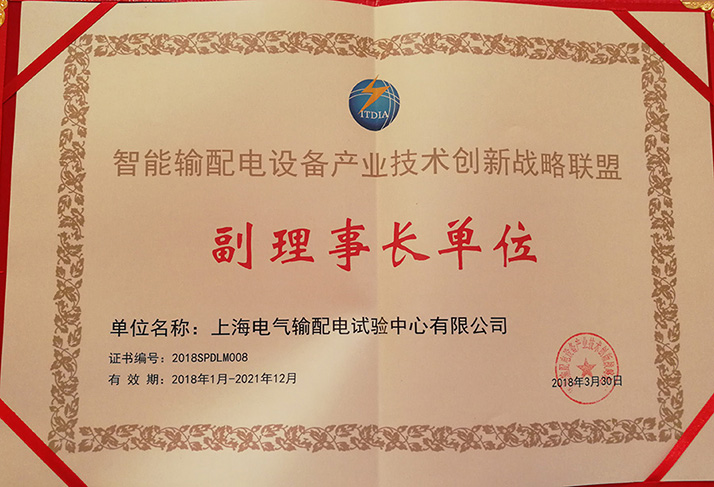 ITDIA
智能输配电设备产业技术创新战略联盟
副理事长单位
单位名称：上海电气输配电试验中心有限公司
证书编号：2018SPDLM008
有 效 期：2018年1月-2021年12月
2018年3月30日